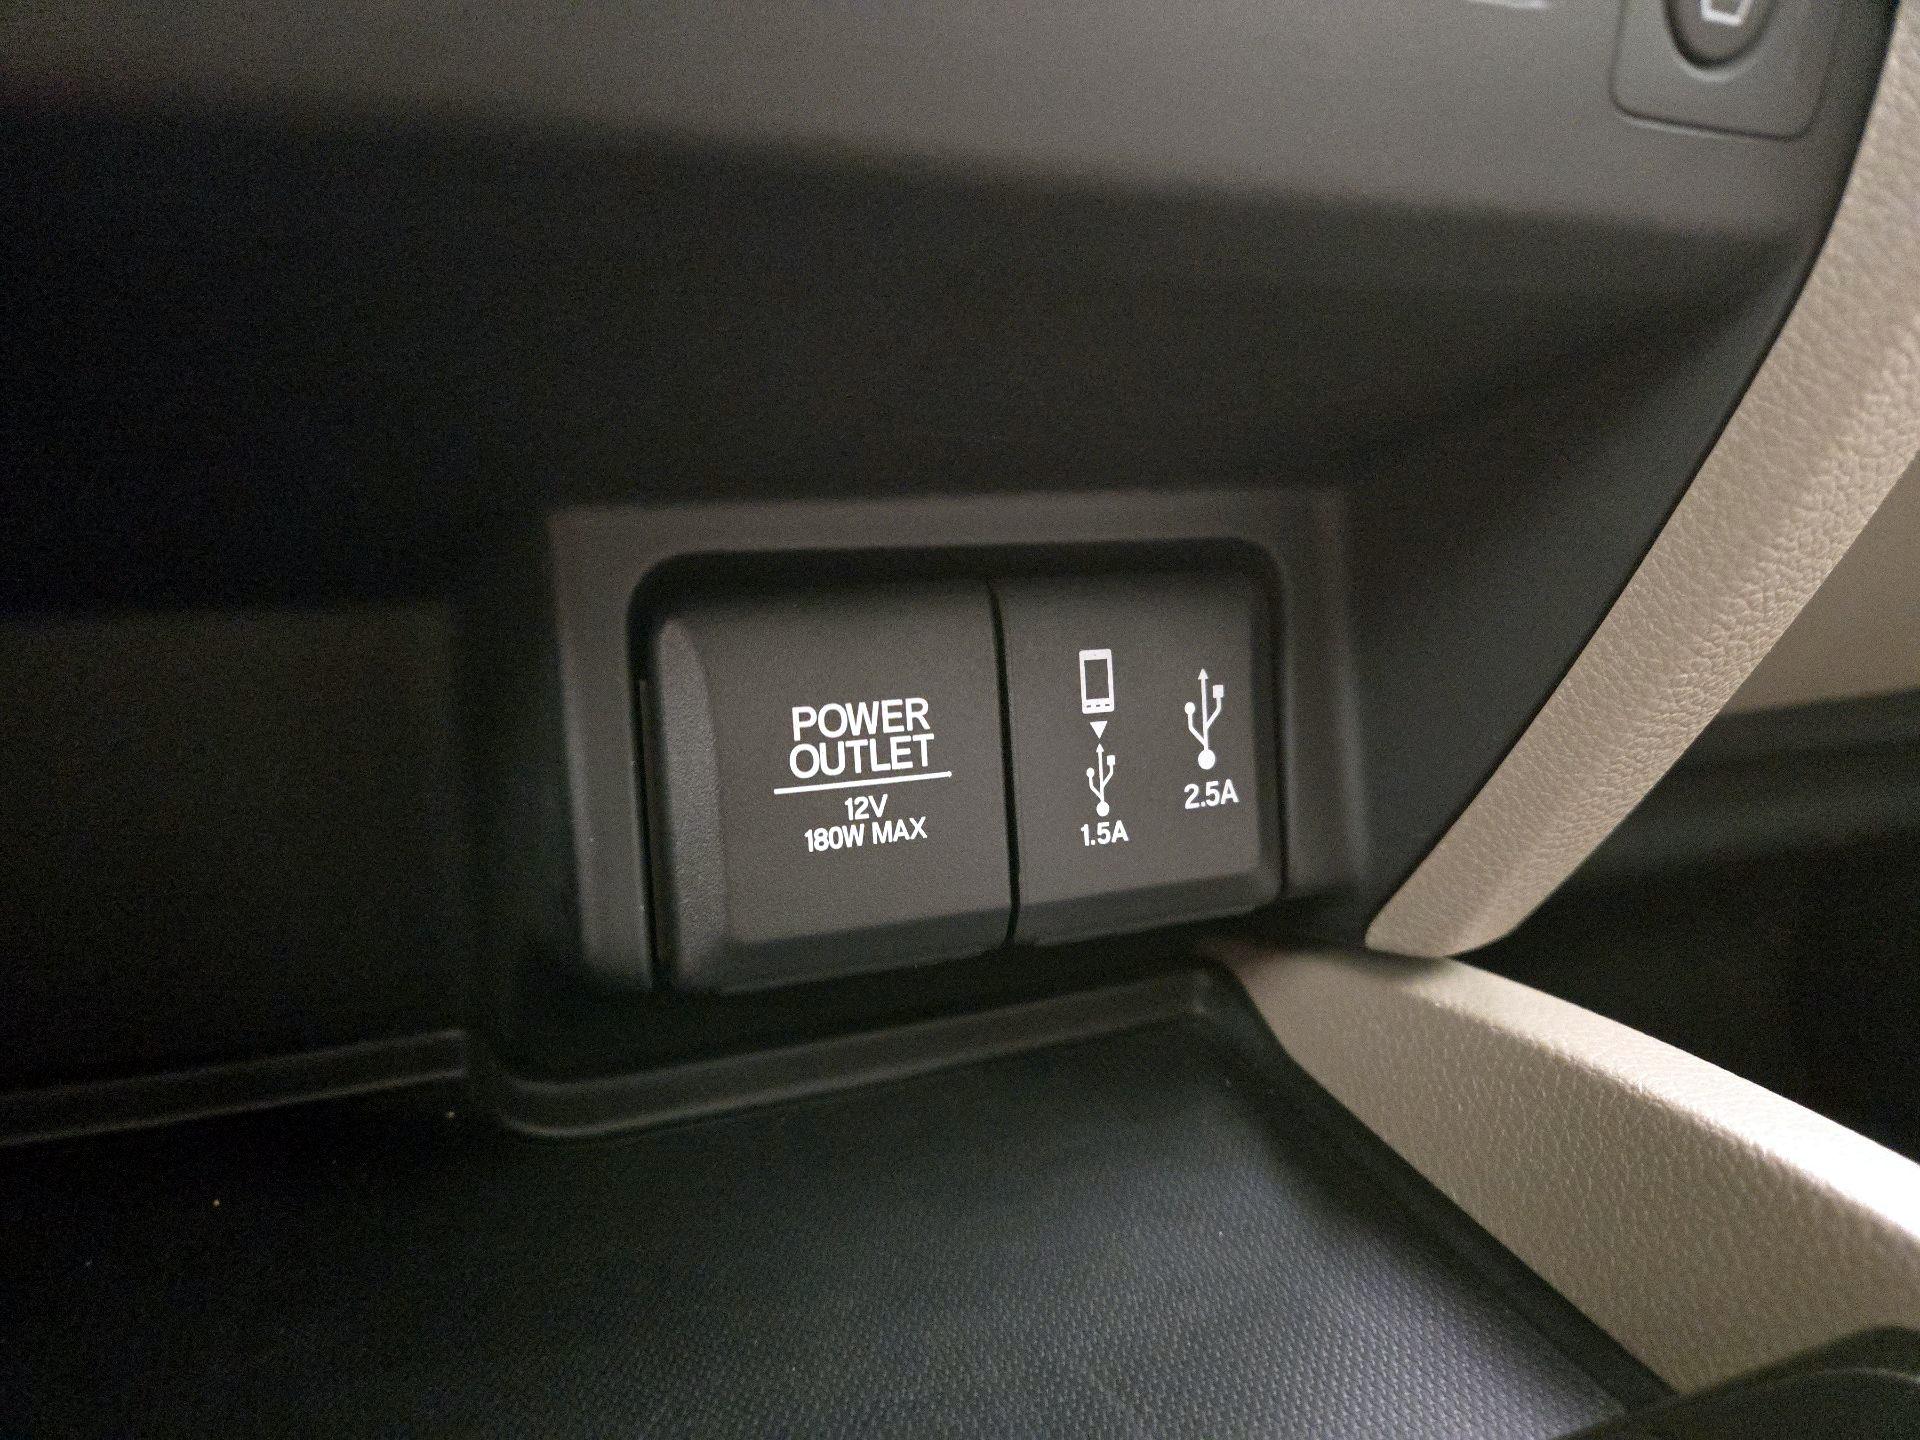 POWER
OUTLET
12V
180W MAX
1.5A
2.5A